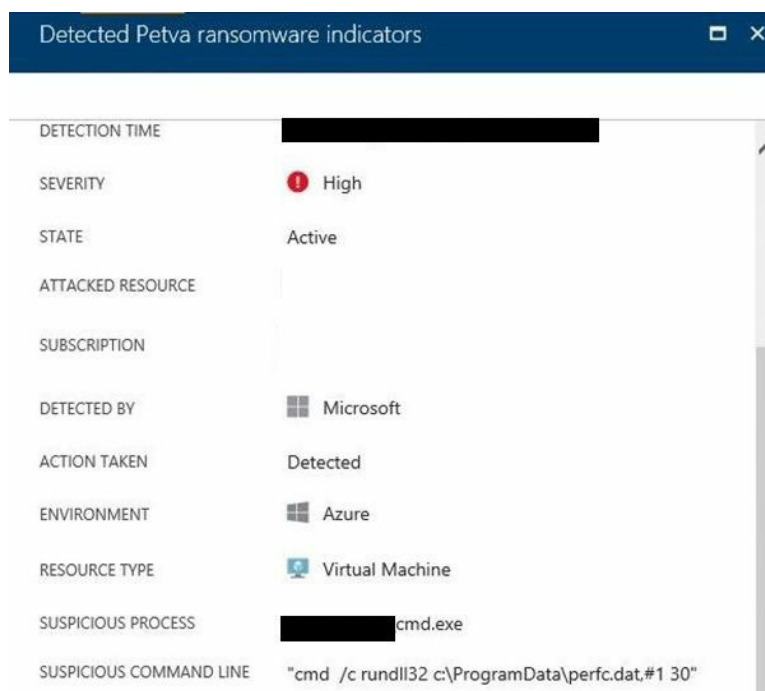 Detected Petya ransomware indicators
DETECTION TIME
SEVERITY High
STATE Active
ATTACKED RESOURCE
SUBSCRIPTION
DETECTED BY Microsoft
ACTION TAKEN Detected
ENVIRONMENT Azure
RESOURCE TYPE Virtual Machine
SUSPICIOUS PROCESS cmd.exe
SUSPICIOUS COMMAND LINE "cmd /c rundll32 c:\ProgramData\perfc.dat,#1 30"